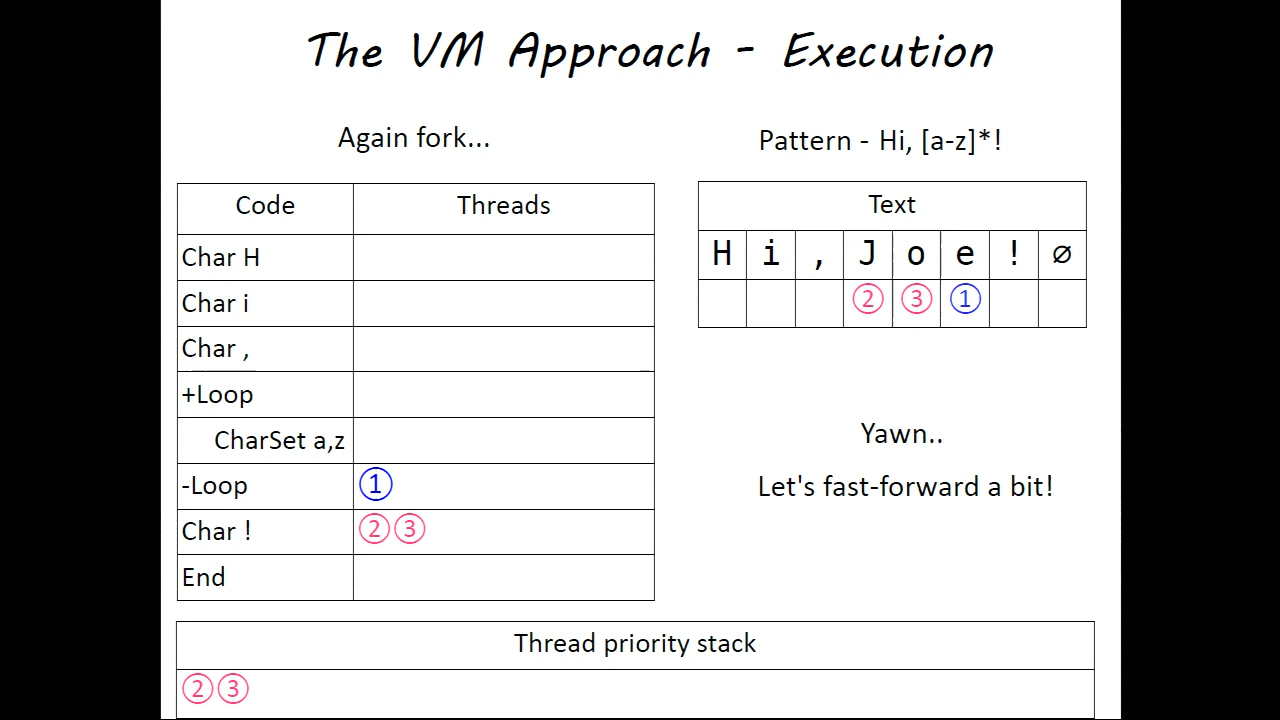 The VM Approach - Execution
Again fork...
Pattern - Hi, [a-z]*!
Code Threads
Char H
Char i
Char ,
+Loop
CharSet a,z
-Loop ①
Char ! ②③
End
Text
H i , J o e ! ∅
② ③ ①
Yawn..
Let's fast-forward a bit!
Thread priority stack
②③